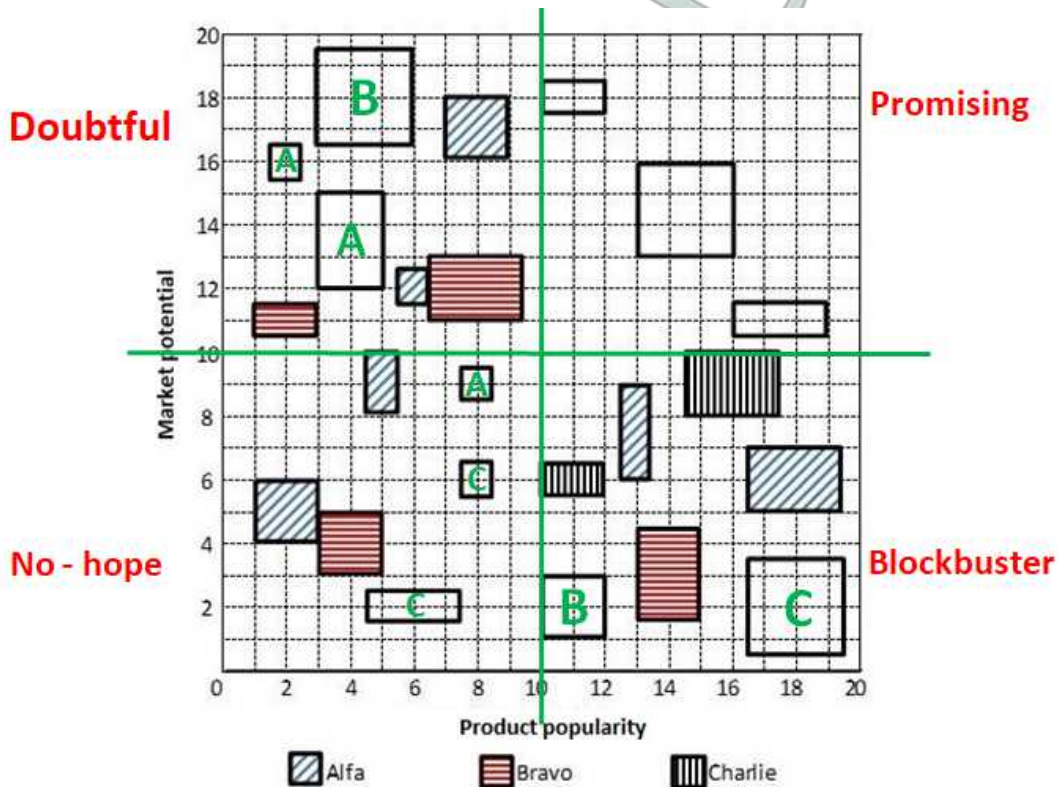 20
18
16
14
12
10
8
6
4
2
Market potential
Doubtful
Promising
No - hope
Blockbuster
B
A
A
A
C
C
B
C
0 2 4 6 8 10 12 14 16 18 20
Product popularity
Alfa Bravo Charlie